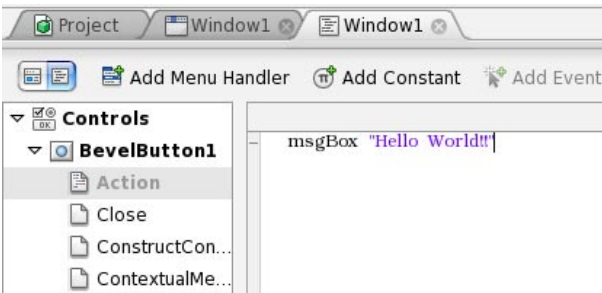 Project Window1 Window1
Add Menu Handler Add Constant Add Event
Controls
OK
BevelButton1
Action
Close
ConstructCon...
ContextualMe...
msgBox "Hello World!!"